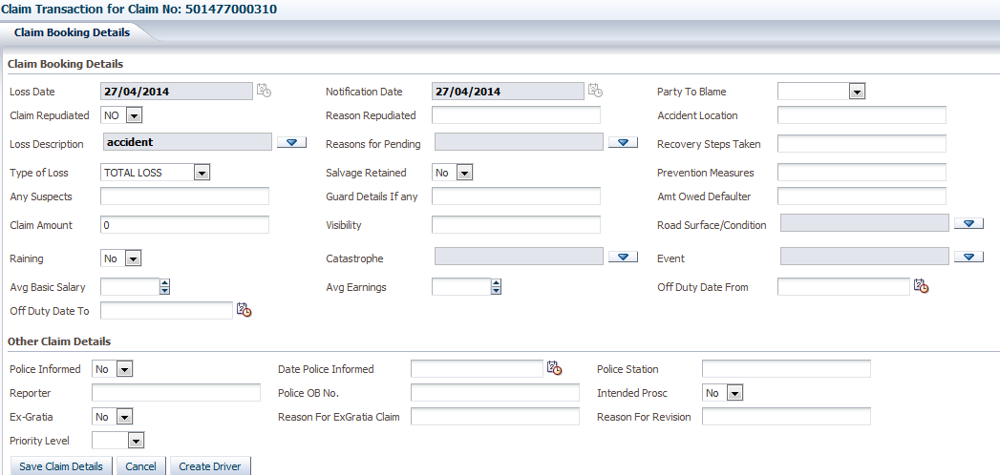 Claim Transaction for Claim No: 501477000310
Claim Booking Details
Claim Booking Details
Loss Date 27/04/2014 Notification Date 27/04/2014 Party To Blame
Claim Repudiated NO Reason Repudiated Accident Location
Loss Description accident Reasons for Pending Recovery Steps Taken
Type of Loss TOTAL LOSS Salvage Retained No Prevention Measures
Any Suspects Guard Details If any Amt Owed Defaulter
Claim Amount 0 Visibility Road Surface/Condition
Raining No Catastrophe Event
Avg Basic Salary Avg Earnings Off Duty Date From
Off Duty Date To
Other Claim Details
Police Informed No Date Police Informed Police Station
Reporter Police OB No. Intended Prosc No
Ex-Gratia No Reason For ExGratia Claim Reason For Revision
Priority Level
Save Claim Details Cancel Create Driver